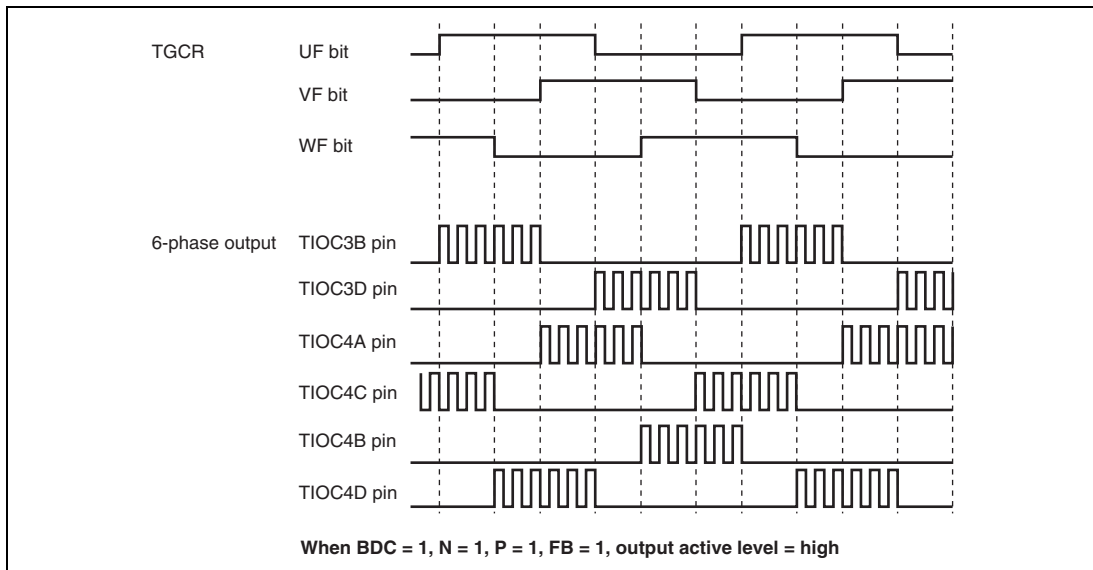 TGCR UF bit
VF bit
WF bit
6-phase output TIOC3B pin
TIOC3D pin
TIOC4A pin
TIOC4C pin
TIOC4B pin
TIOC4D pin
When BDC = 1, N = 1, P = 1, FB = 1, output active level = high